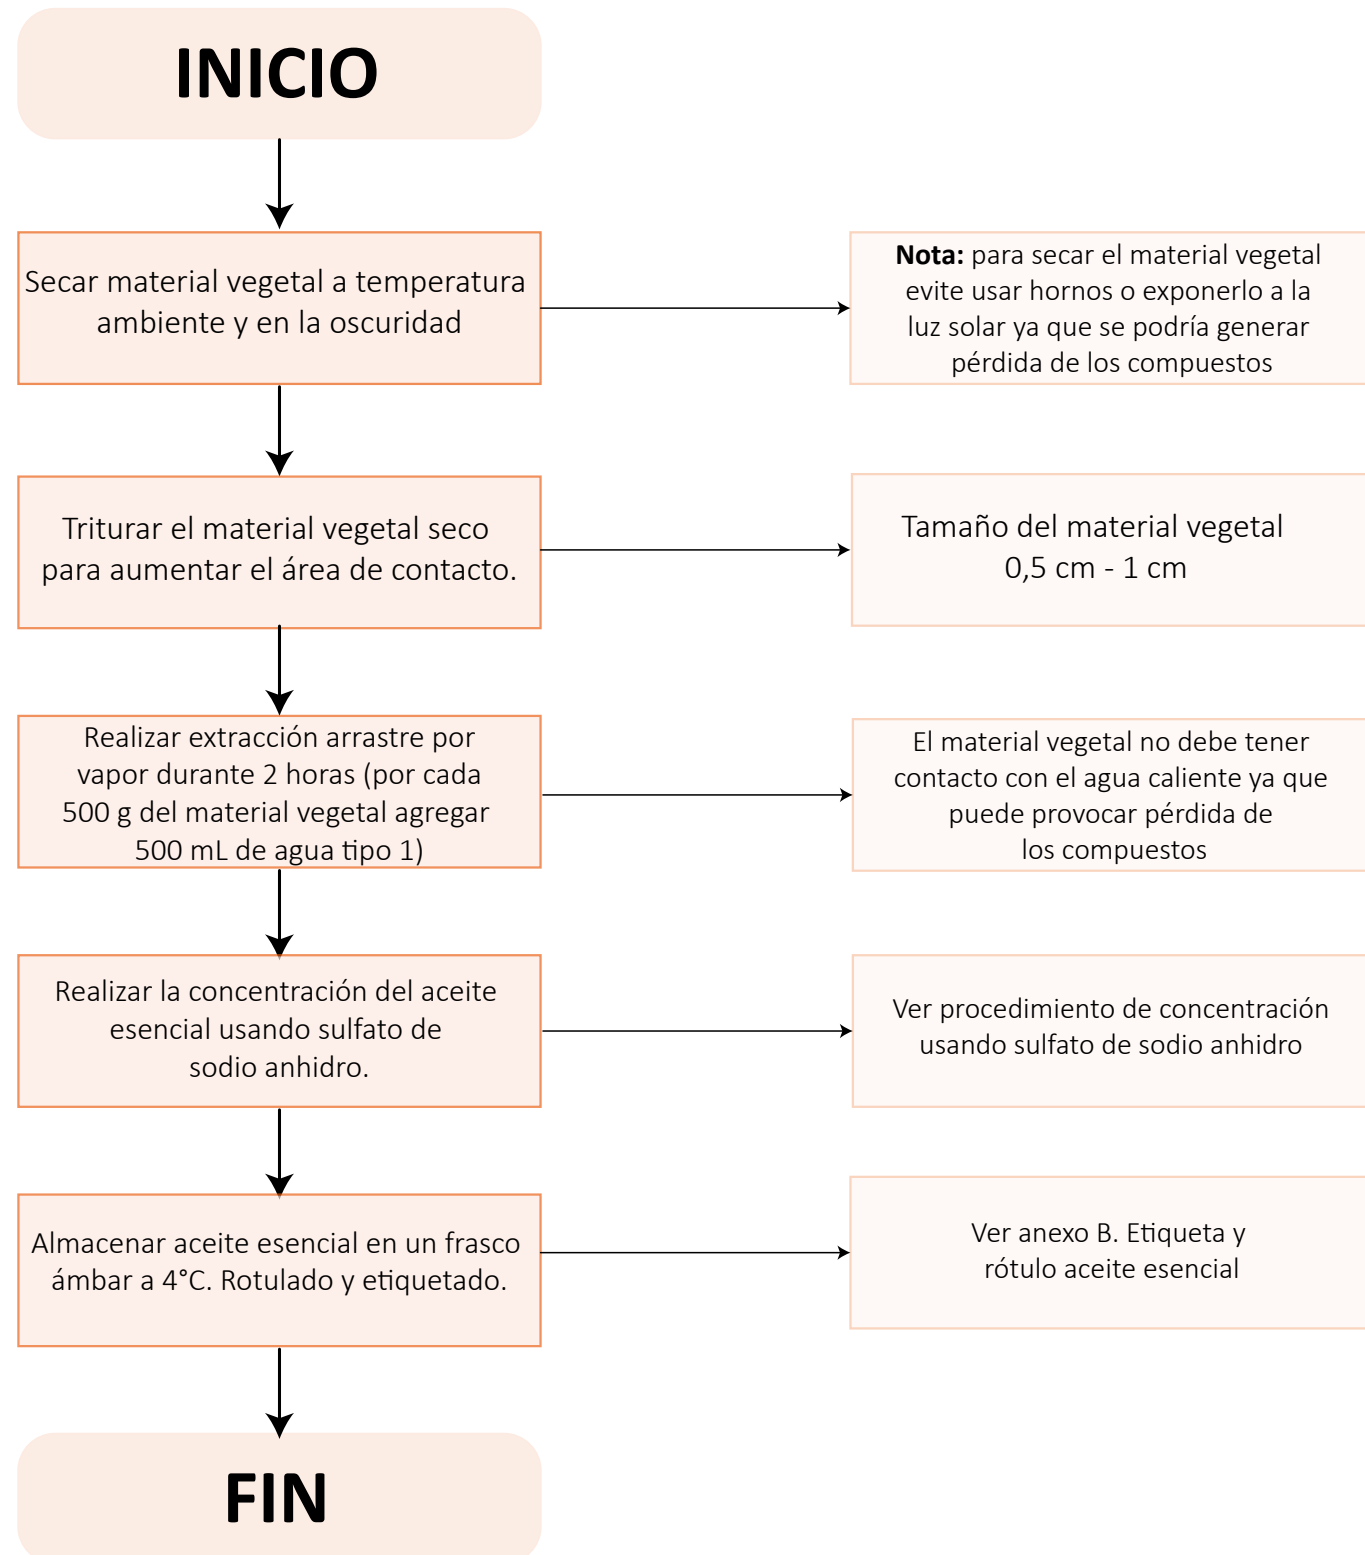 INICIO
Secar material vegetal a temperatura
ambiente y en la oscuridad
Nota: para secar el material vegetal
evite usar hornos o exponerlo a la
luz solar ya que se podría generar
pérdida de los compuestos
Triturar el material vegetal seco
para aumentar el área de contacto.
Tamaño del material vegetal
0,5 cm - 1 cm
Realizar extracción arrastre por
vapor durante 2 horas (por cada
500 g del material vegetal agregar
500 mL de agua tipo 1)
El material vegetal no debe tener
contacto con el agua caliente ya que
puede provocar pérdida de
los compuestos
Realizar la concentración del aceite
esencial usando sulfato de
sodio anhidro.
Ver procedimiento de concentración
usando sulfato de sodio anhidro
Almacenar aceite esencial en un frasco
ámbar a 4°C. Rotulado y etiquetado.
Ver anexo B. Etiqueta y
rótulo aceite esencial
FIN